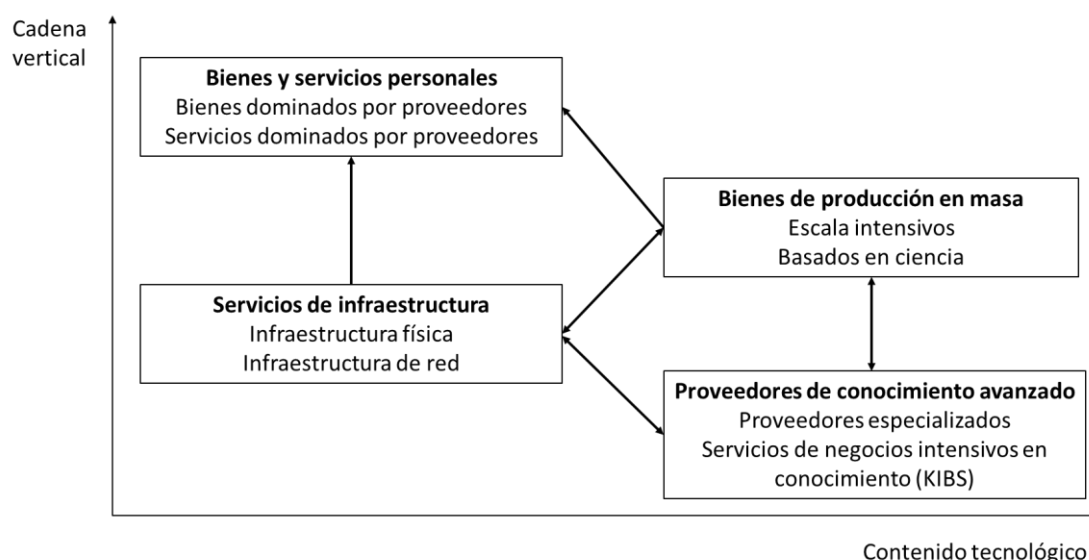 Cadena
vertical
Bienes y servicios personales
Bienes dominados por proveedores
Servicios dominados por proveedores
Bienes de producción en masa
Escala intensivos
Basados en ciencia
Servicios de infraestructura
Infraestructura física
Infraestructura de red
Proveedores de conocimiento avanzado
Proveedores especializados
Servicios de negocios intensivos en
conocimiento (KIBS)
Contenido tecnológico